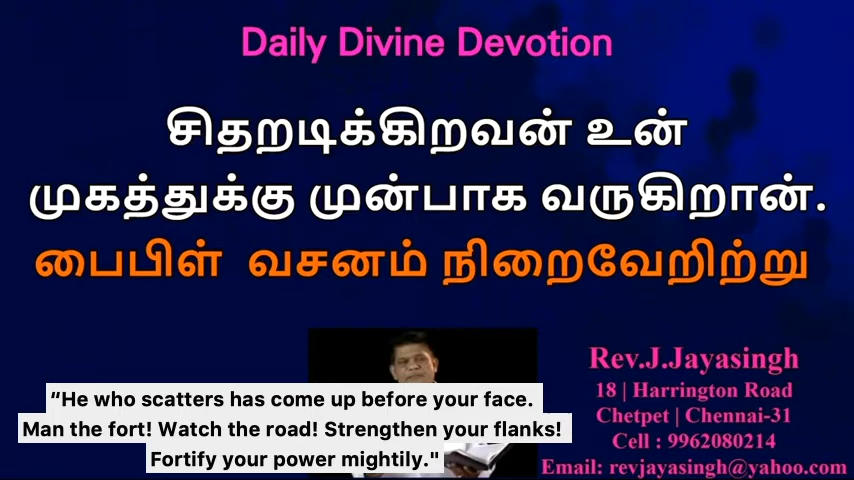 Daily Divine Devotion
சிதறடிக்கிறவன் உன்
முகத்துக்கு முன்பாக வருகிறான்.
பைபிள் வசனம் நிறைவேறிற்று
Rev.J.Jayasingh
18 | Harrington Road
Chetpet | Chennai-31
Cell : 9962080214
Email: revjayasingh@yahoo.com
“He who scatters has come up before your face.
Man the fort! Watch the road! Strengthen your flanks!
Fortify your power mightily."